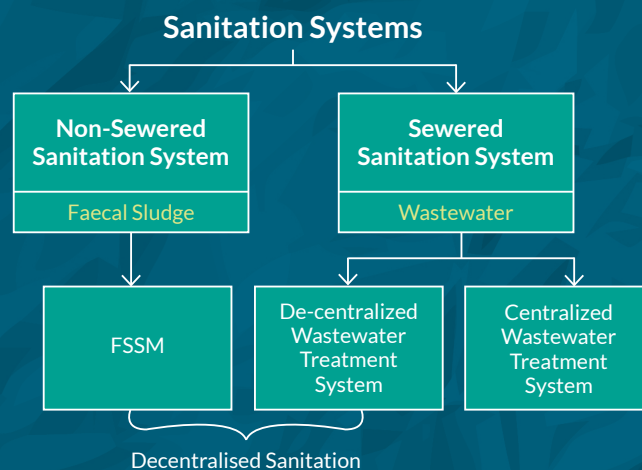 Sanitation Systems
Non-Sewered
Sanitation System
Faecal Sludge
Sewered
Sanitation System
Wastewater
FSSM
De-centralized
Wastewater
Treatment
System
Centralized
Wastewater
Treatment
System
Decentralised Sanitation